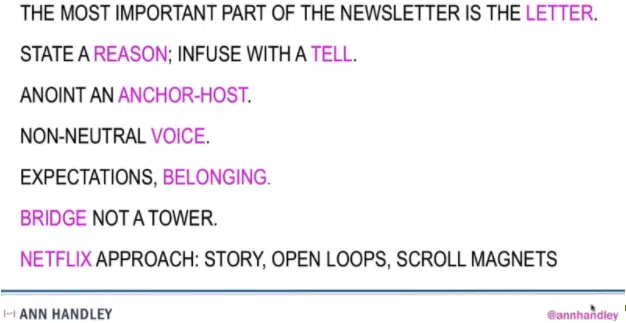 THE MOST IMPORTANT PART OF THE NEWSLETTER IS THE LETTER.
STATE A REASON; INFUSE WITH A TELL.
ANOINT AN ANCHOR-HOST.
NON-NEUTRAL VOICE.
EXPECTATIONS, BELONGING.
BRIDGE NOT A TOWER.
NETFLIX APPROACH: STORY, OPEN LOOPS, SCROLL MAGNETS
ANN HANDLEY
@annhandley